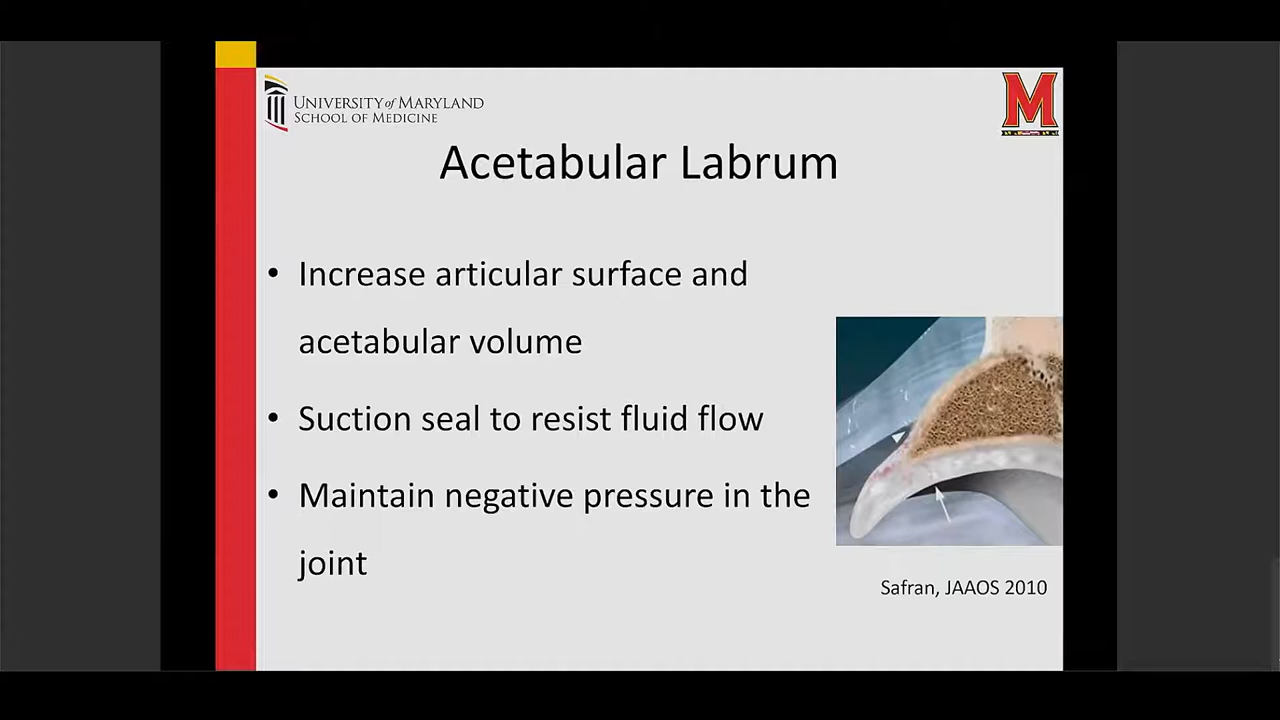 UNIVERSITY of MARYLAND
SCHOOL OF MEDICINE
M
Acetabular Labrum
• Increase articular surface and
acetabular volume
• Suction seal to resist fluid flow
• Maintain negative pressure in the
joint
Safran, JAAOS 2010